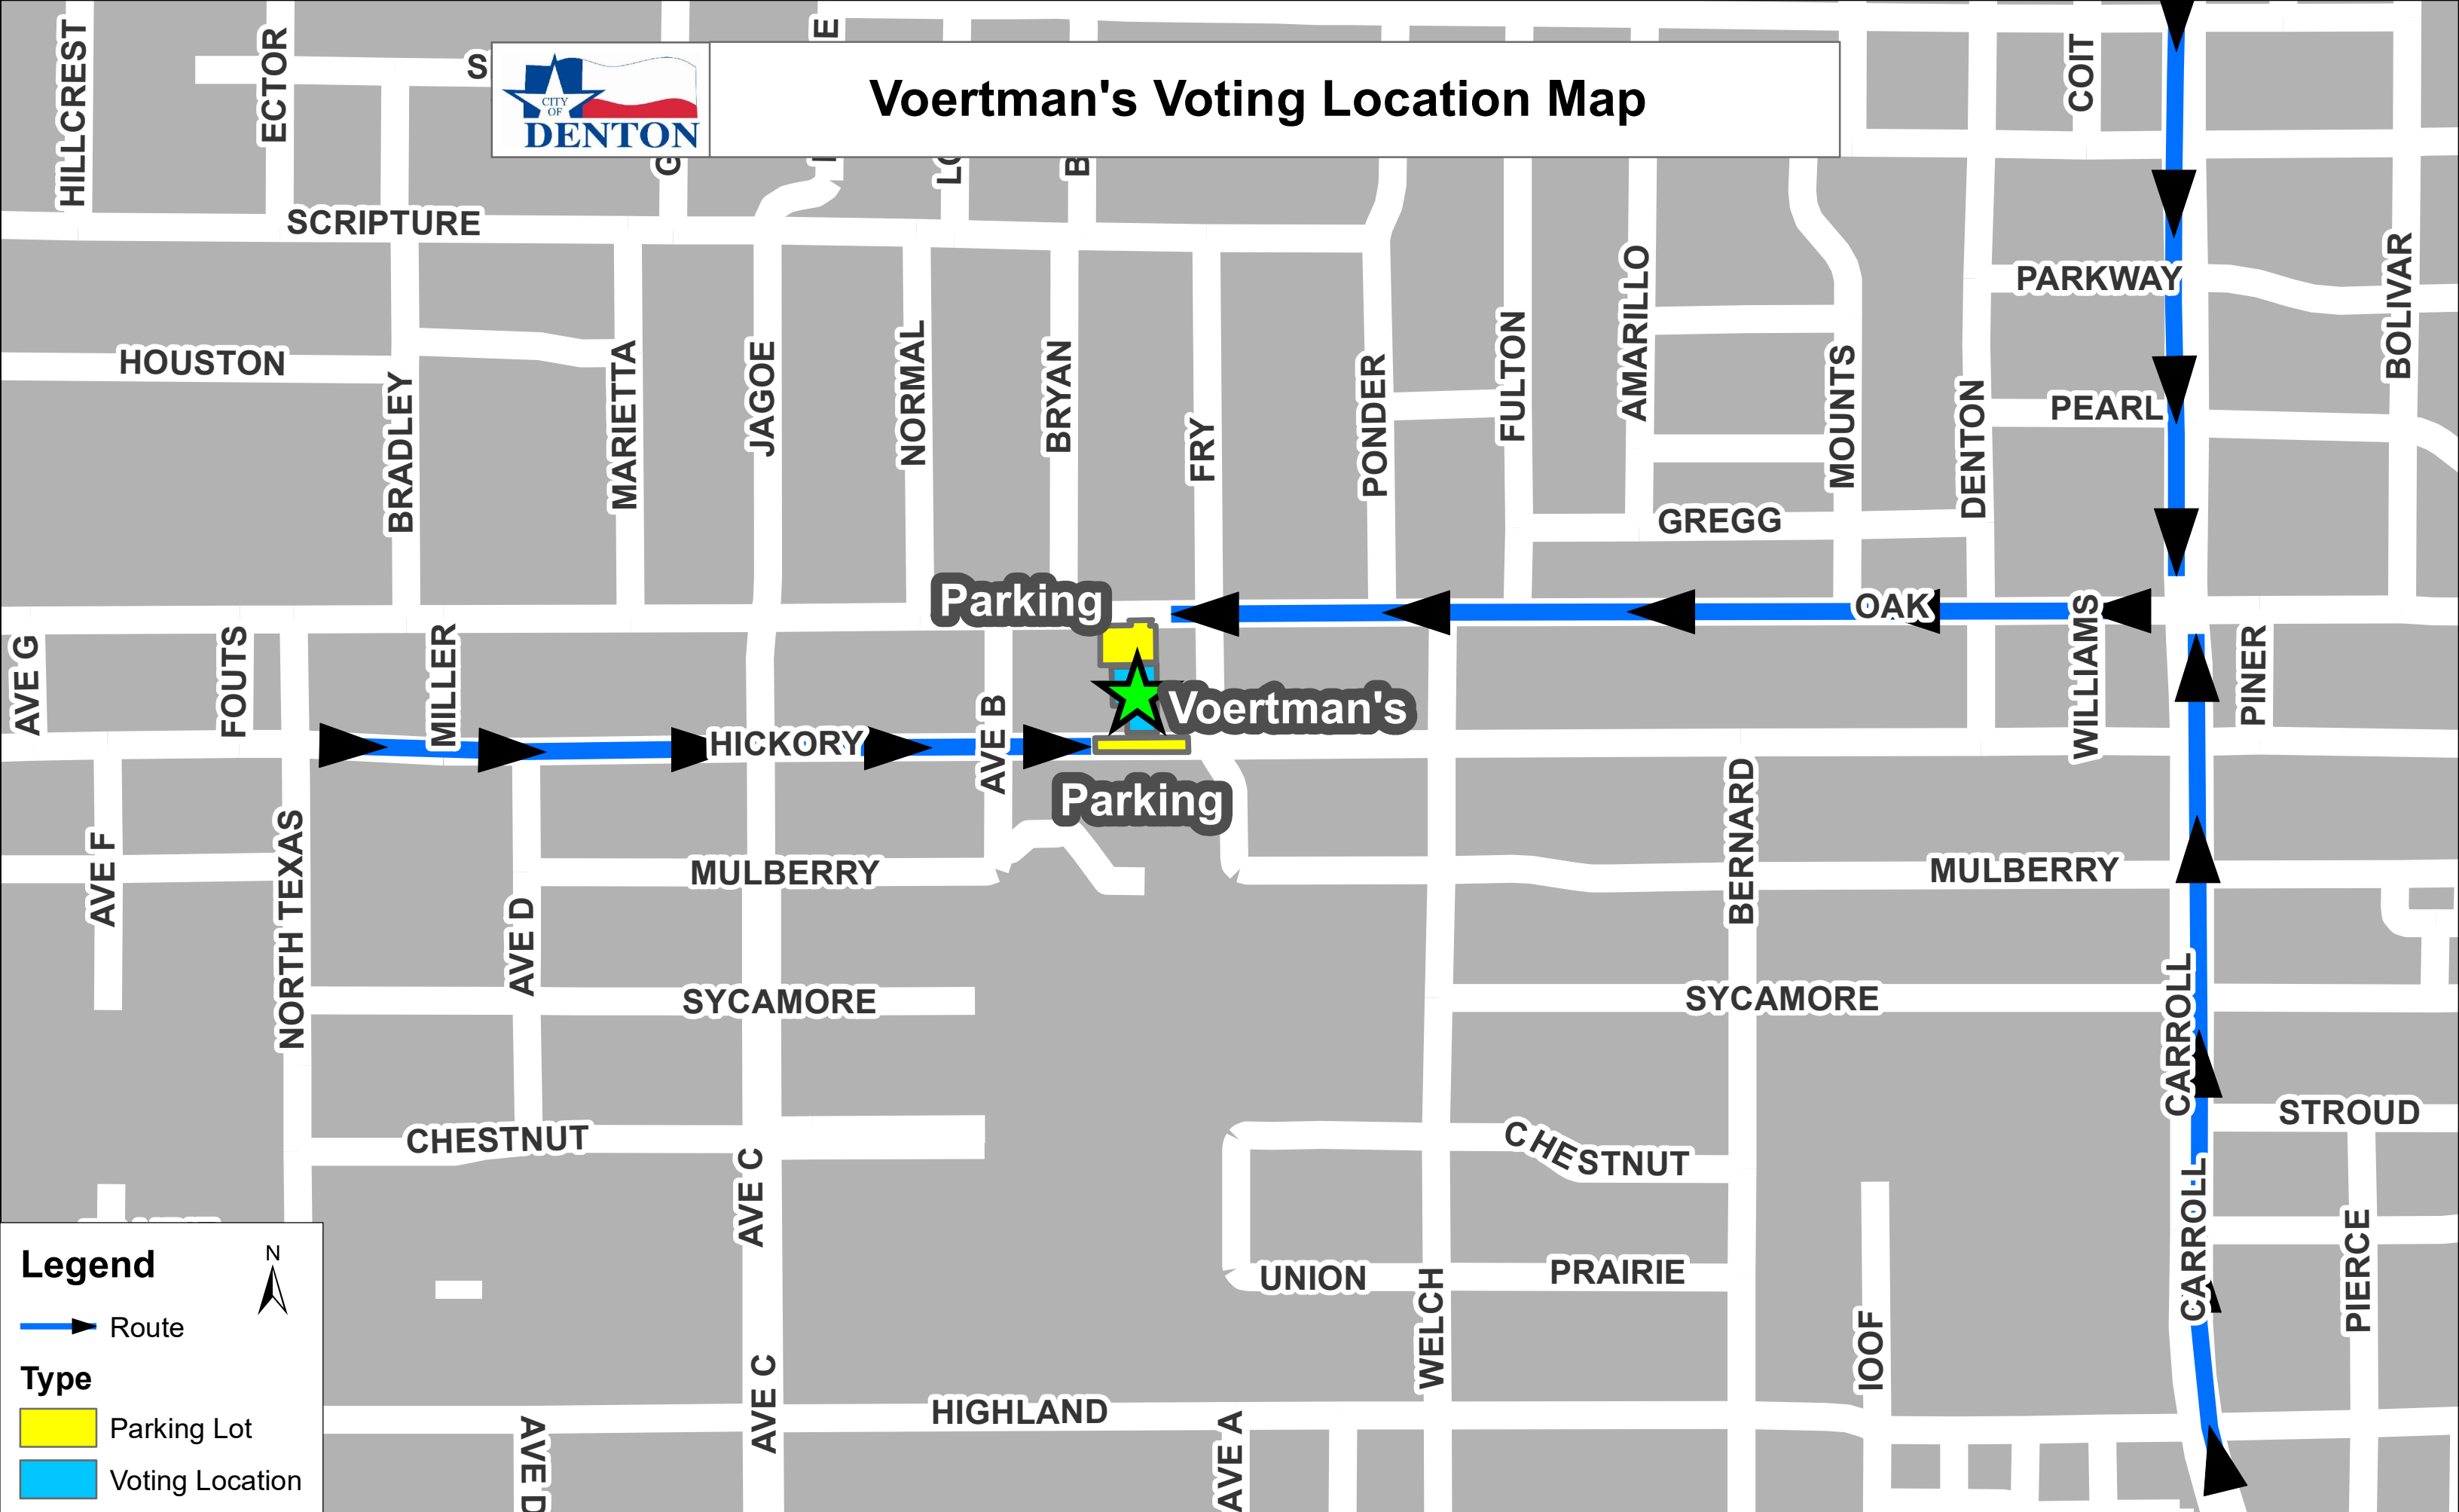 HILLCREST
ECTOR
S
E
COIT
CITY
OF
DENTON
Voertman's Voting Location Map
G
B
SCRIPTURE
PARKWAY
BOLIVAR
HOUSTON
BRADLEY
MARIETTA
JAGOE
NORMAL
BRYAN
FRY
PONDER
FULTON
AMARILLO
MOUNTS
DENTON
PEARL
GREGG
Parking
OAK
AVE G
FOUTS
MILLER
HICKORY
AVE B
Voertman's
WILLIAMS
PINER
Parking
AVE F
NORTH TEXAS
AVE D
MULBERRY
BERNARD
MULBERRY
SYCAMORE
SYCAMORE
CARROLL
CHESTNUT
AVE C
CHESTNUT
STROUD
CARROLL
UNION
PRAIRIE
WELCH
IOOF
PIERCE
AVE C
HIGHLAND
AVE D
AVE A
Legend
N
Route
Type
Parking Lot
Voting Location